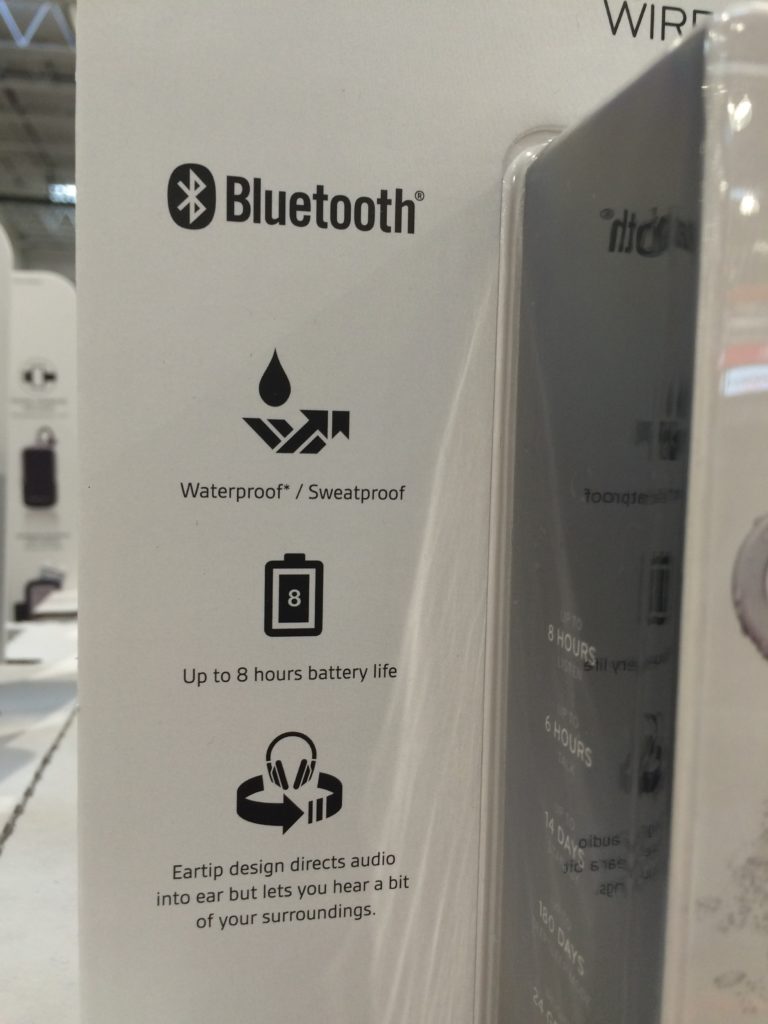 WIRE
Bluetooth®
Waterproof* / Sweatproof
8
Up to 8 hours battery life
Eartip design directs audio
into ear but lets you hear a bit
of your surroundings.
UP TO
8 HOURS
LISTEN
UP TO
6 HOURS
TALK
UP TO
14 DAYS
180 DAYS